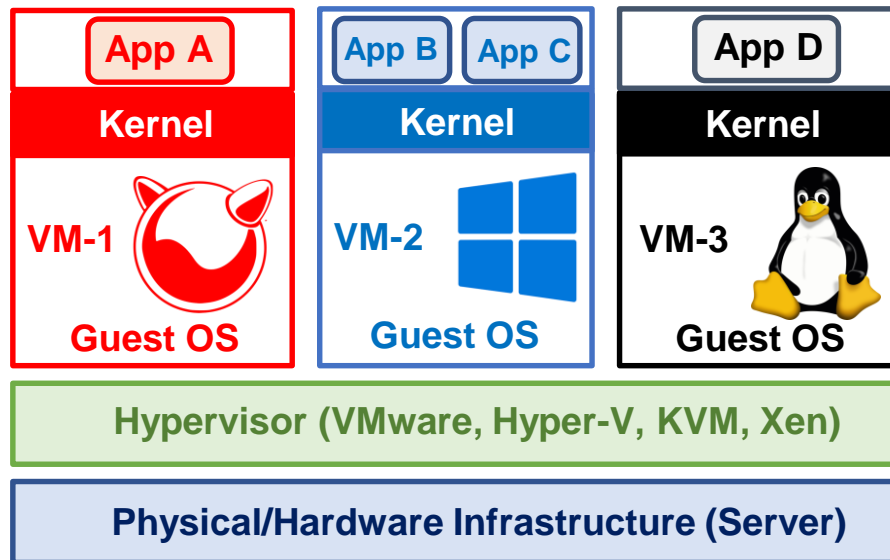 App A
App B
App C
App D
Kernel
Kernel
Kernel
VM-1
VM-2
VM-3
Guest OS
Guest OS
Guest OS
Hypervisor (VMware, Hyper-V, KVM, Xen)
Physical/Hardware Infrastructure (Server)